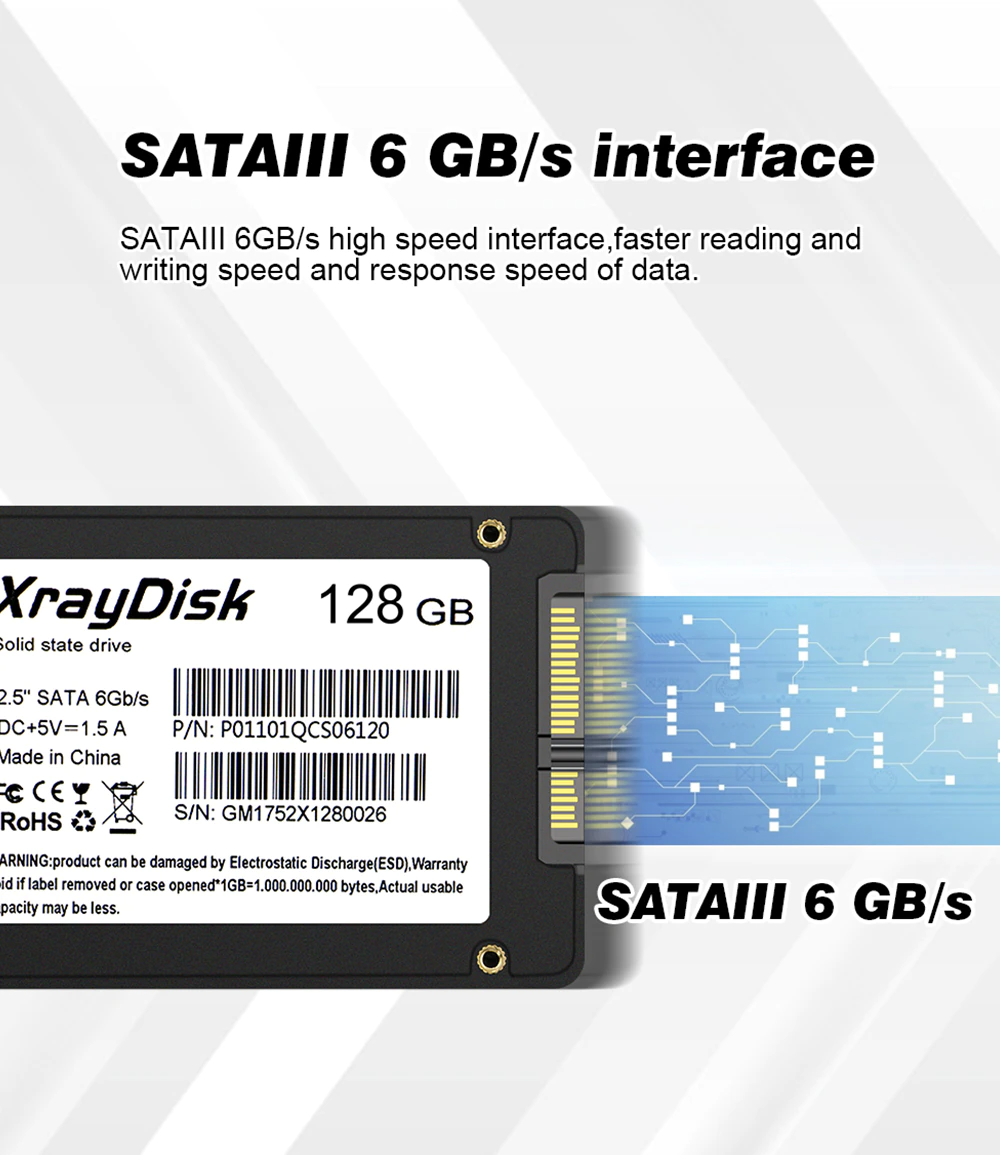 SATAIII 6 GB/s interface
SATAIII 6GB/s high speed interface,faster reading and
writing speed and response speed of data.
XrayDisk
128 GB
Solid state drive
2.5" SATA 6Gb/s
DC+5V=1.5 A
Made in China
P/N: P01101QCS06120
S/N: GM1752X1280026
FC CE
RoHS
ARNING:product can be damaged by Electrostatic Discharge(ESD),Warranty
oid if label removed or case opened*1GB=1.000.000.000 bytes,Actual usable
pacity may be less.
SATAIII 6 GB/s